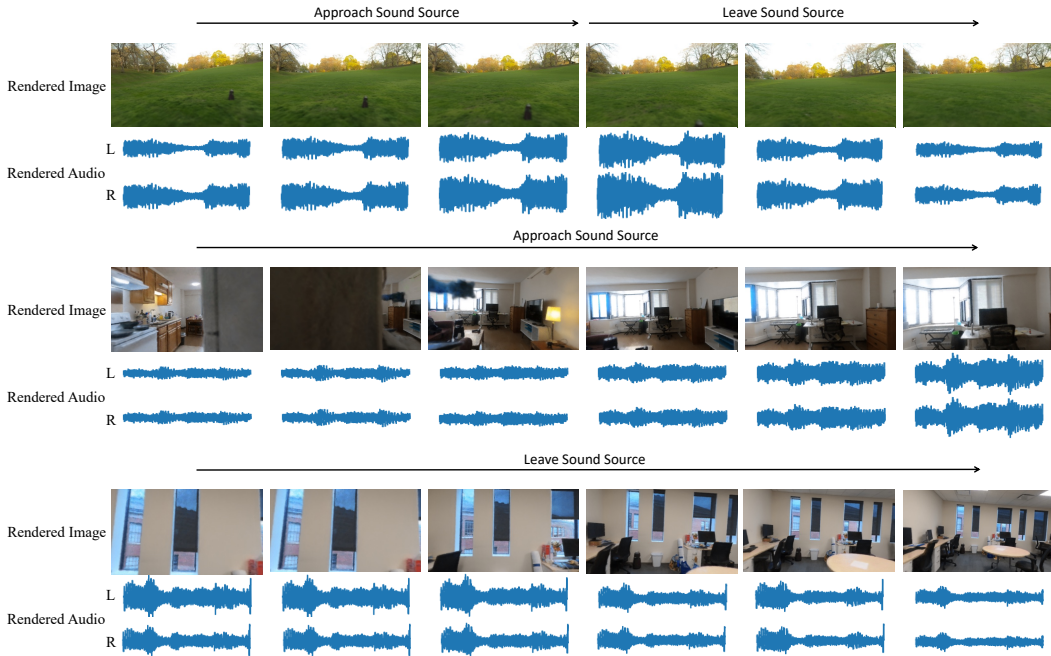 Approach Sound Source Leave Sound Source
Rendered Image
L
Rendered Audio
R
Approach Sound Source
Rendered Image
L
Rendered Audio
R
Leave Sound Source
Rendered Image
L
Rendered Audio
R